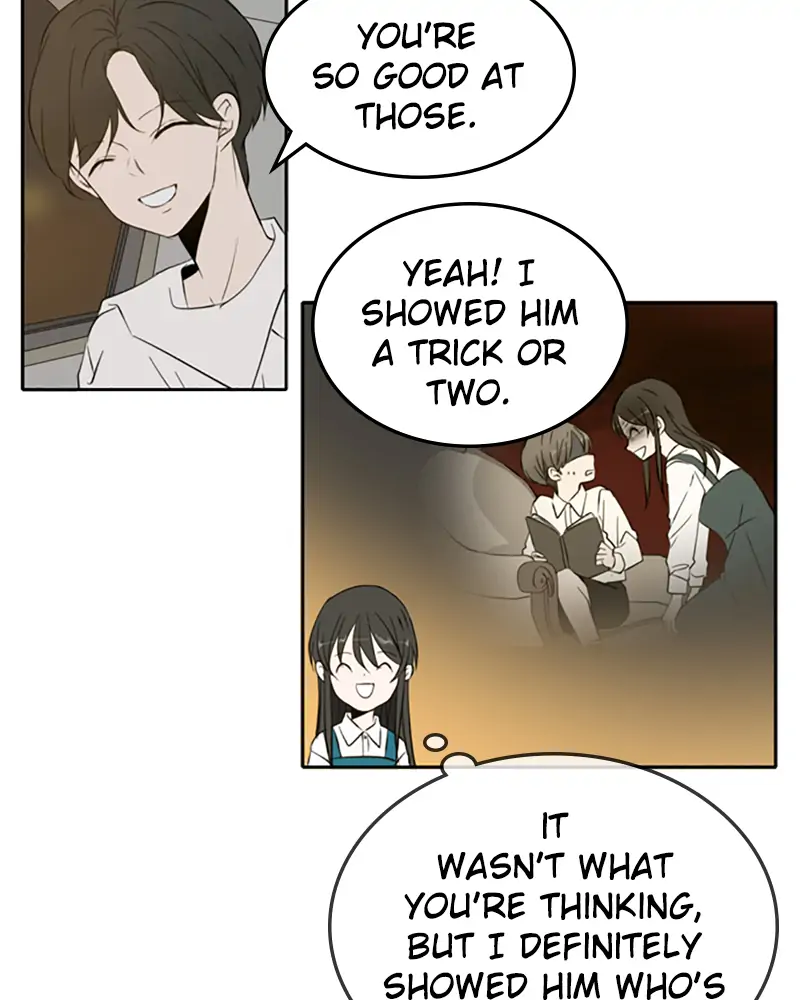 YOU'RE
SO GOOD AT
THOSE.
YEAH! I
SHOWED HIM
A TRICK OR
TWO.
IT
WASN'T WHAT
YOU'RE THINKING,
BUT I DEFINITELY
SHOWED HIM WHO'S